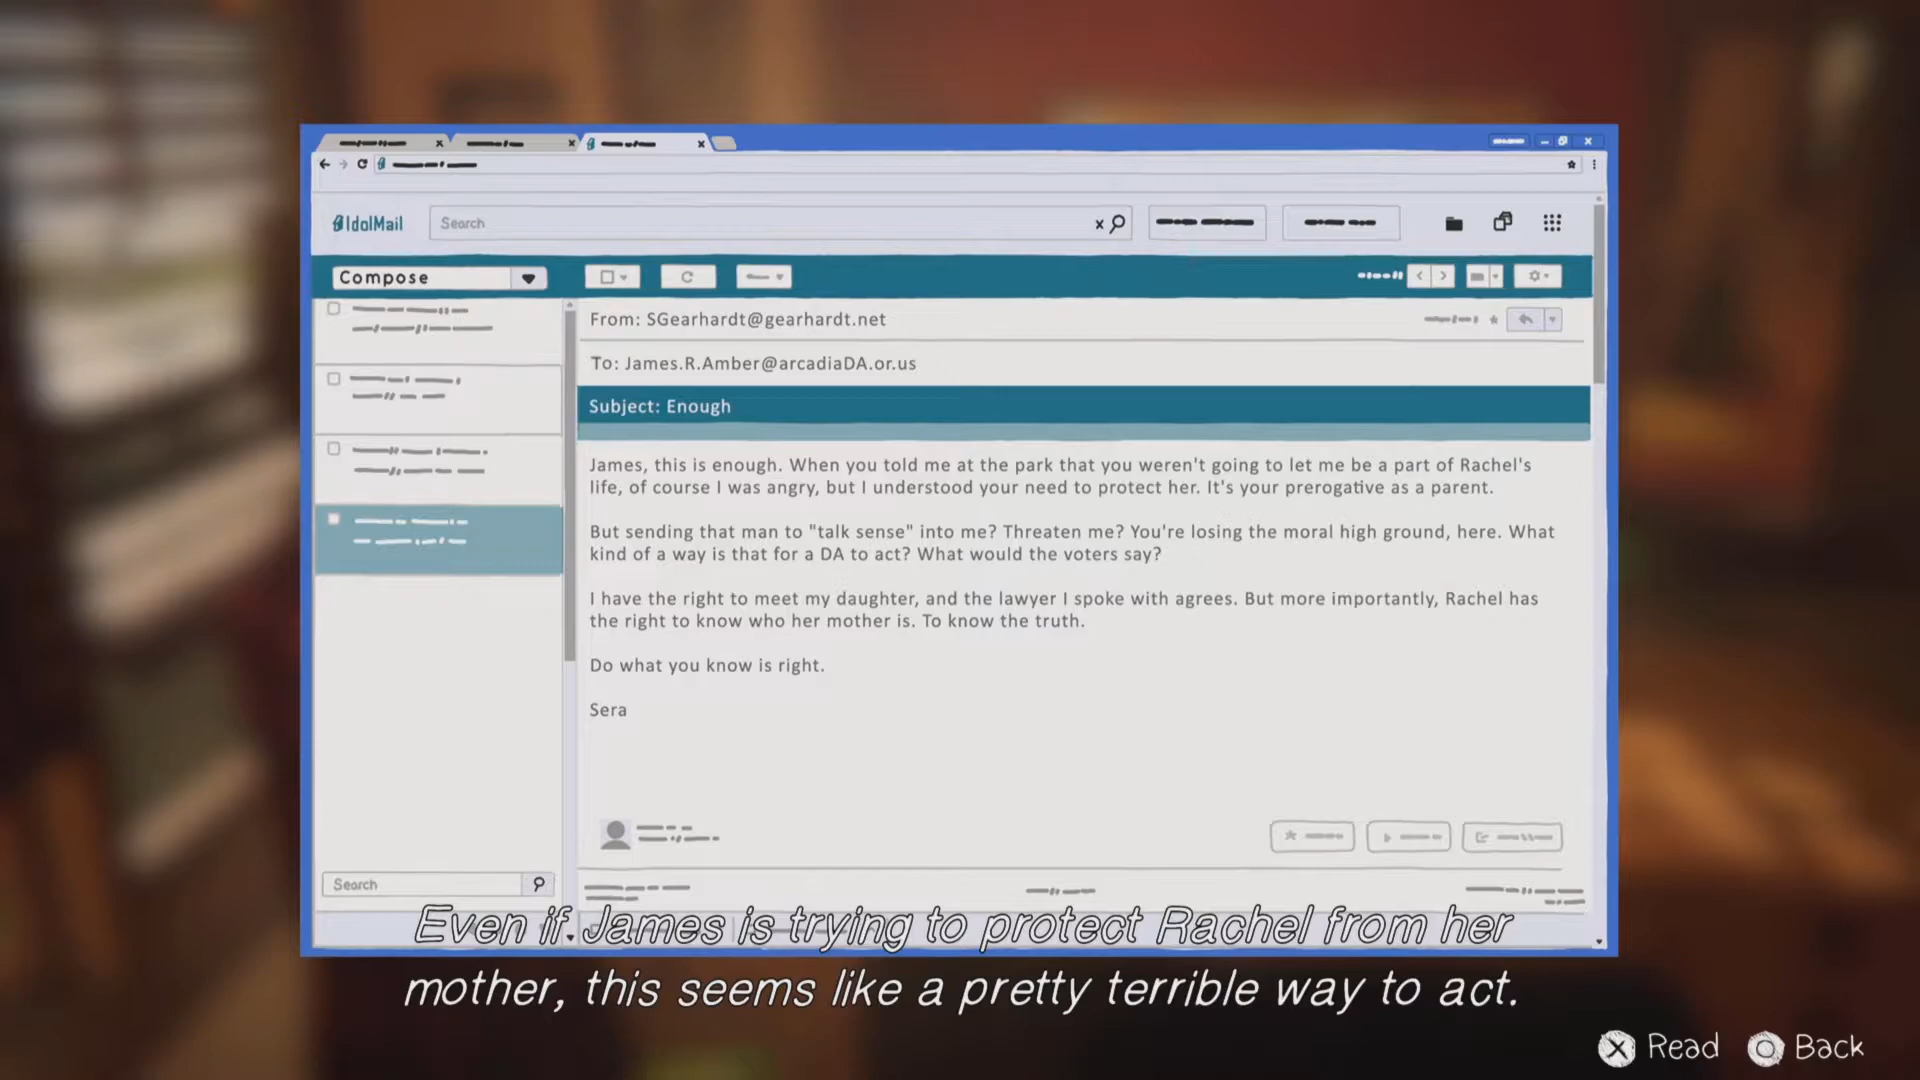 IdolMail
Search
Compose
From: SGearhardt@gearhardt.net
To: James.R.Amber@arcadiaDA.or.us
Subject: Enough
James, this is enough. When you told me at the park that you weren't going to let me be a part of Rachel's
life, of course I was angry, but I understood your need to protect her. It's your prerogative as a parent.
But sending that man to "talk sense" into me? Threaten me? You're losing the moral high ground, here. What
kind of a way is that for a DA to act? What would the voters say?
I have the right to meet my daughter, and the lawyer I spoke with agrees. But more importantly, Rachel has
the right to know who her mother is. To know the truth.
Do what you know is right.
Sera
Search
Even if James is trying to protect Rachel from her
mother, this seems like a pretty terrible way to act.
Read
Back